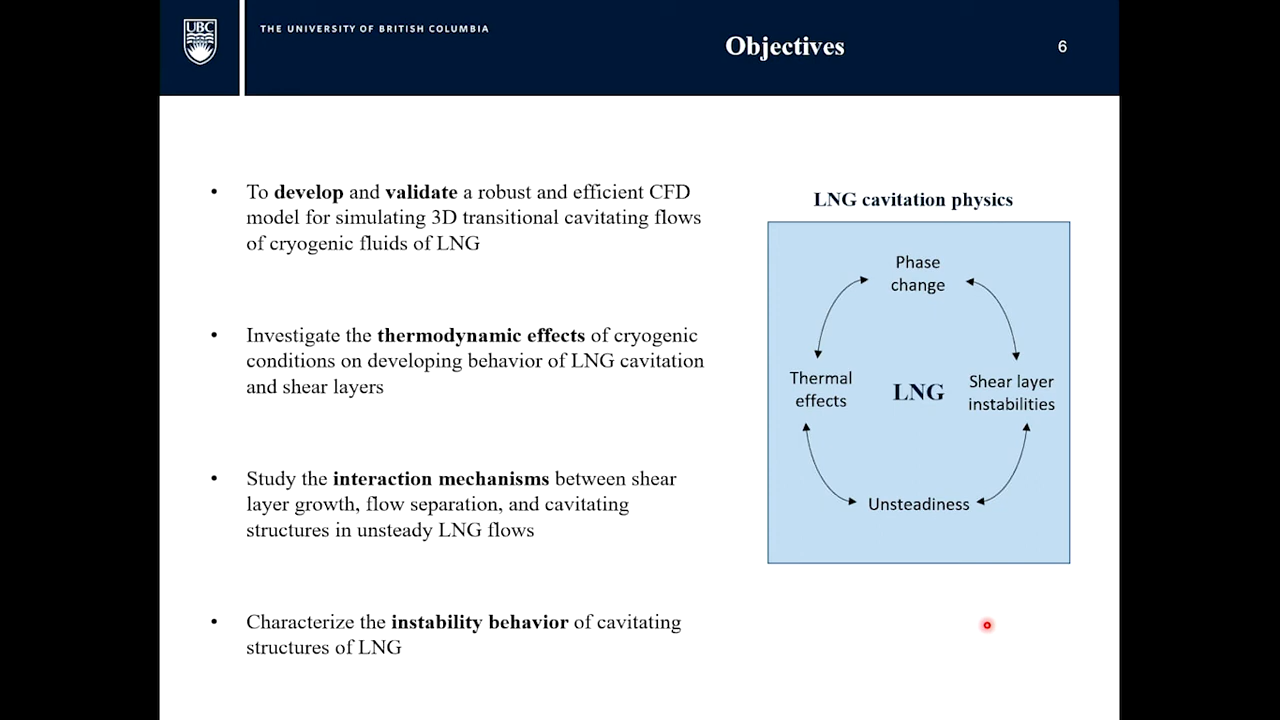 UBC
THE UNIVERSITY OF BRITISH COLUMBIA
Objectives
6
• To develop and validate a robust and efficient CFD
model for simulating 3D transitional cavitating flows
of cryogenic fluids of LNG
• Investigate the thermodynamic effects of cryogenic
conditions on developing behavior of LNG cavitation
and shear layers
• Study the interaction mechanisms between shear
layer growth, flow separation, and cavitating
structures in unsteady LNG flows
• Characterize the instability behavior of cavitating
structures of LNG
LNG cavitation physics
Phase
change
Thermal
effects
LNG
Shear layer
instabilities
Unsteadiness